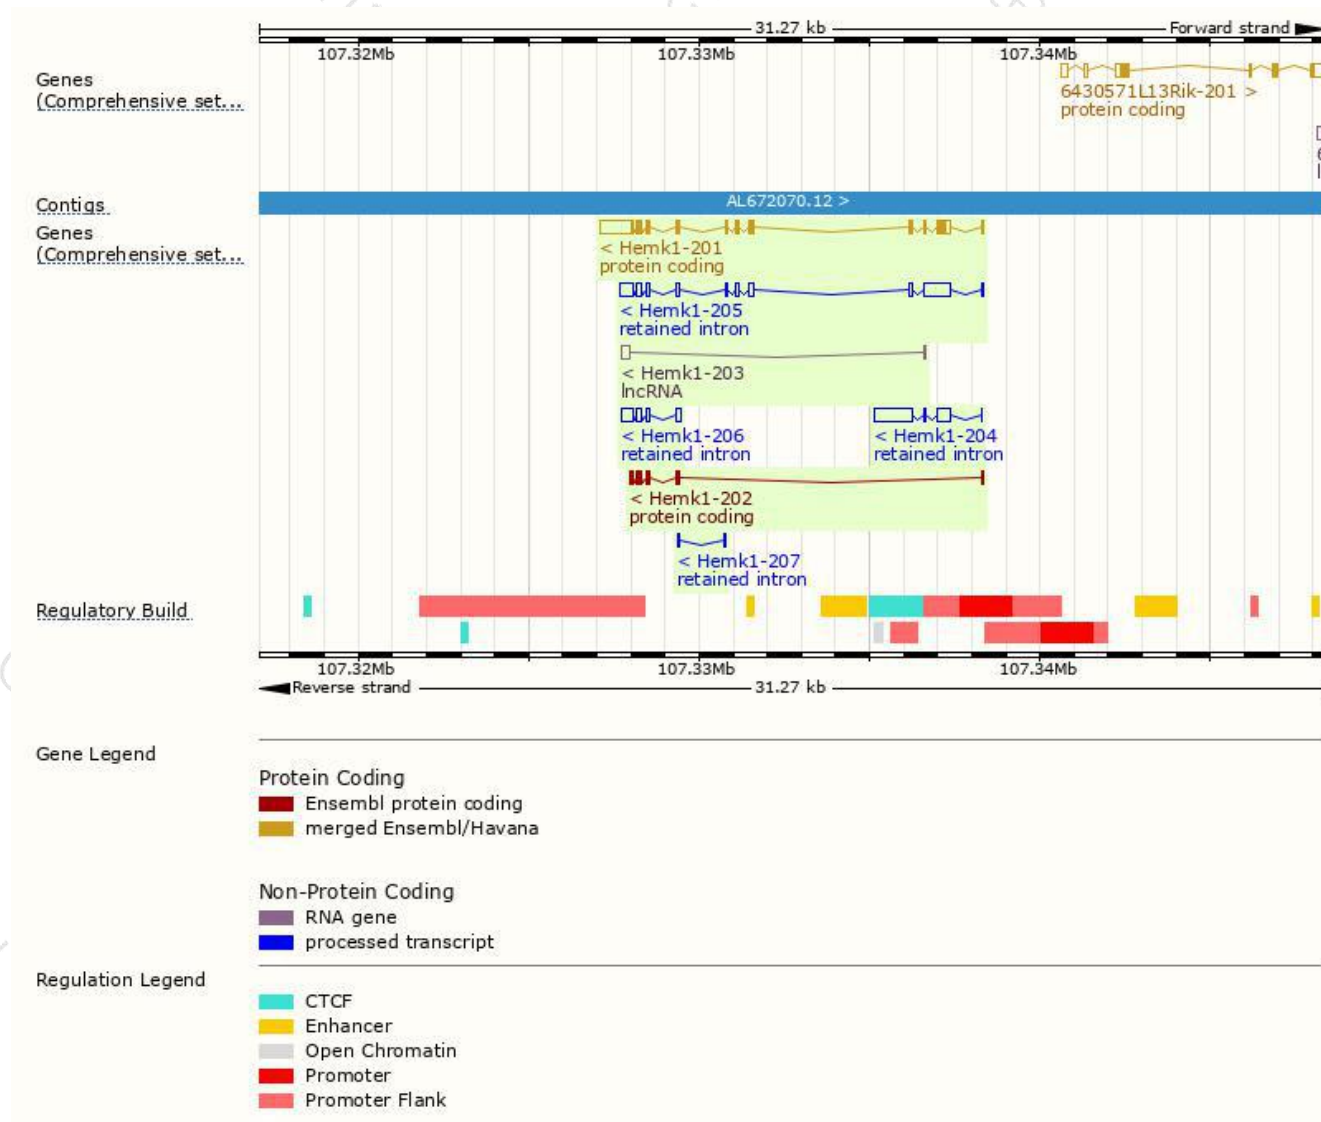 31.27 kb
Forward strand
107.32Mb 107.33Mb 107.34Mb
Genes
(Comprehensive set...
6430571L13Rik-201 >
protein coding
Contigs
AL672070.12 >
Genes
(Comprehensive set...
< Hemk1-201
protein coding
< Hemk1-205
retained intron
< Hemk1-203
lncRNA
< Hemk1-206 < Hemk1-204
retained intron retained intron
< Hemk1-202
protein coding
< Hemk1-207
retained intron
Regulatory Build
107.32Mb 107.33Mb 107.34Mb
Reverse strand 31.27 kb
Gene Legend
Protein Coding
Ensembl protein coding
merged Ensembl/Havana
Non-Protein Coding
RNA gene
processed transcript
Regulation Legend
CTCF
Enhancer
Open Chromatin
Promoter
Promoter Flank